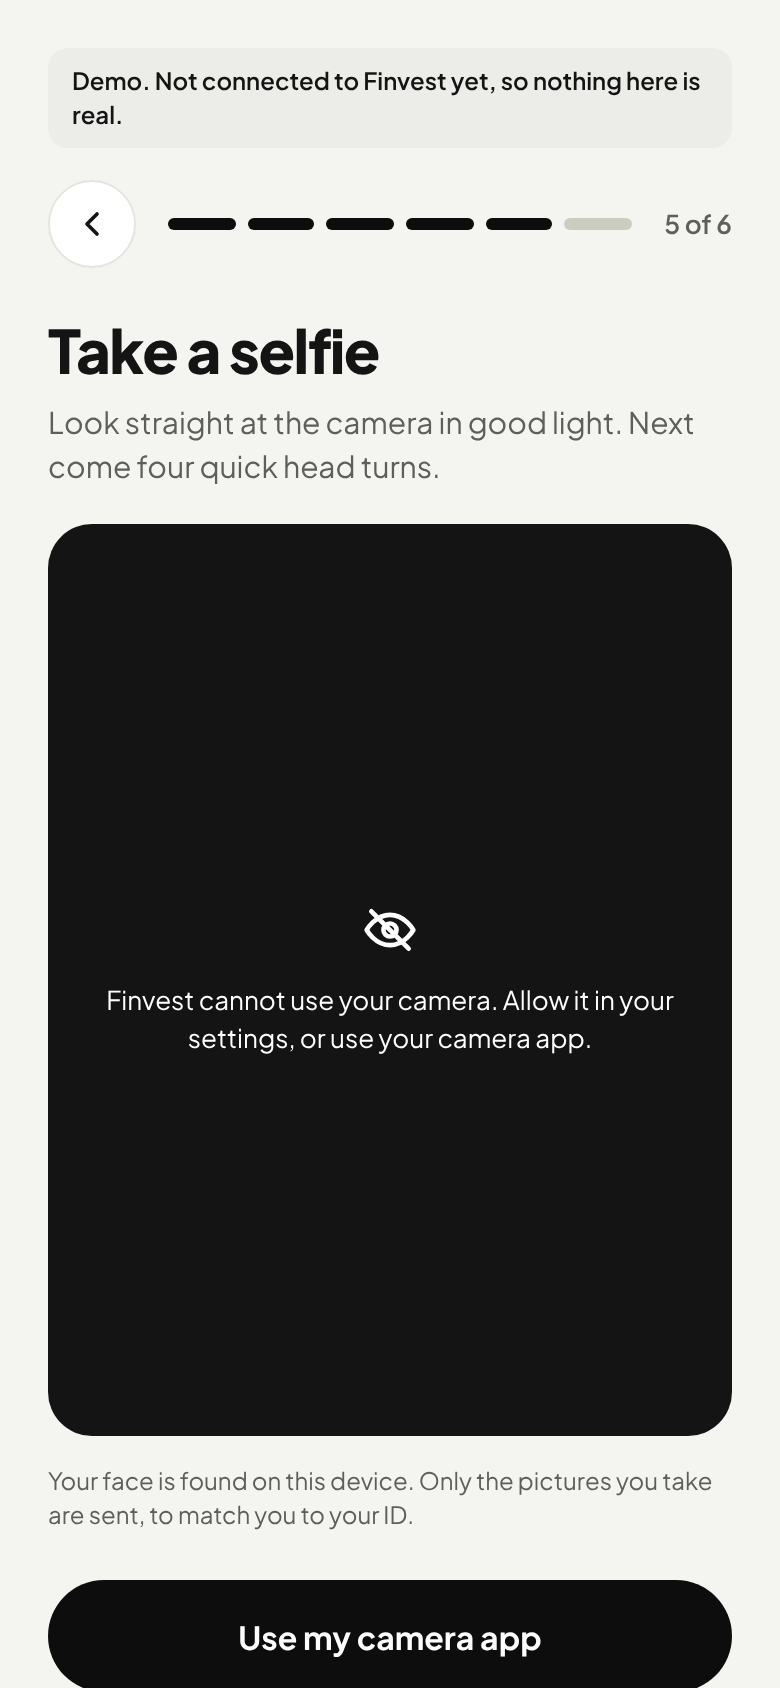 Demo. Not connected to Finvest yet, so nothing here is
real.
5 of 6
Take a selfie
Look straight at the camera in good light. Next
come four quick head turns.
Finvest cannot use your camera. Allow it in your
settings, or use your camera app.
Your face is found on this device. Only the pictures you take
are sent, to match you to your ID.
Use my camera app